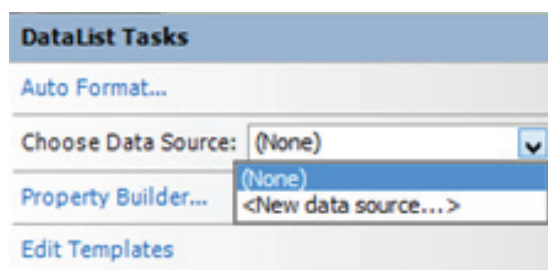 DataList Tasks
Auto Format...
Choose Data Source: (None)
(None)
<New data source...>
Property Builder...
Edit Templates